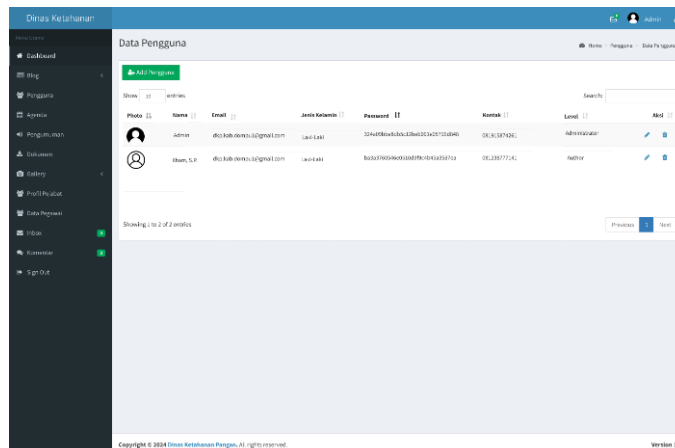 Dinas Ketahanan
Admin
Menu Utama
Data Pengguna
Home > Pengguna > Data Pengguna
Dashboard
Blog
Add Pengguna
Pengguna
Show 10 entries
Search:
Agenda
Photo Nama Email Jenis Kelamin Password Kontak Level Aksi
Pengumuman
Admin Laki-Laki Administrator
Dokumen
Ilham, S.P. Laki-Laki Author
Gallery
Profil Pejabat
Data Pegawai
Showing 1 to 2 of 2 entries
Previous 1 Next
Inbox
Komentar
Sign Out
Copyright © 2024 Dinas Ketahanan Pangan. All rights reserved.
Version